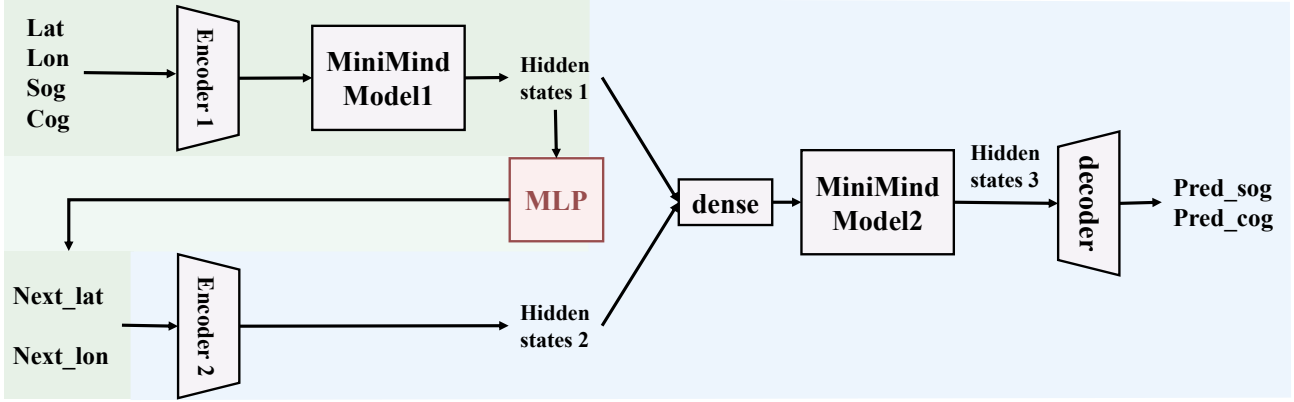 Lat
Lon
Sog
Cog
Encoder 1
MiniMind
Model1
Hidden
states 1
MLP
Next_lat
Next_lon
Encoder 2
Hidden
states 2
dense
MiniMind
Model2
Hidden
states 3
decoder
Pred_sog
Pred_cog